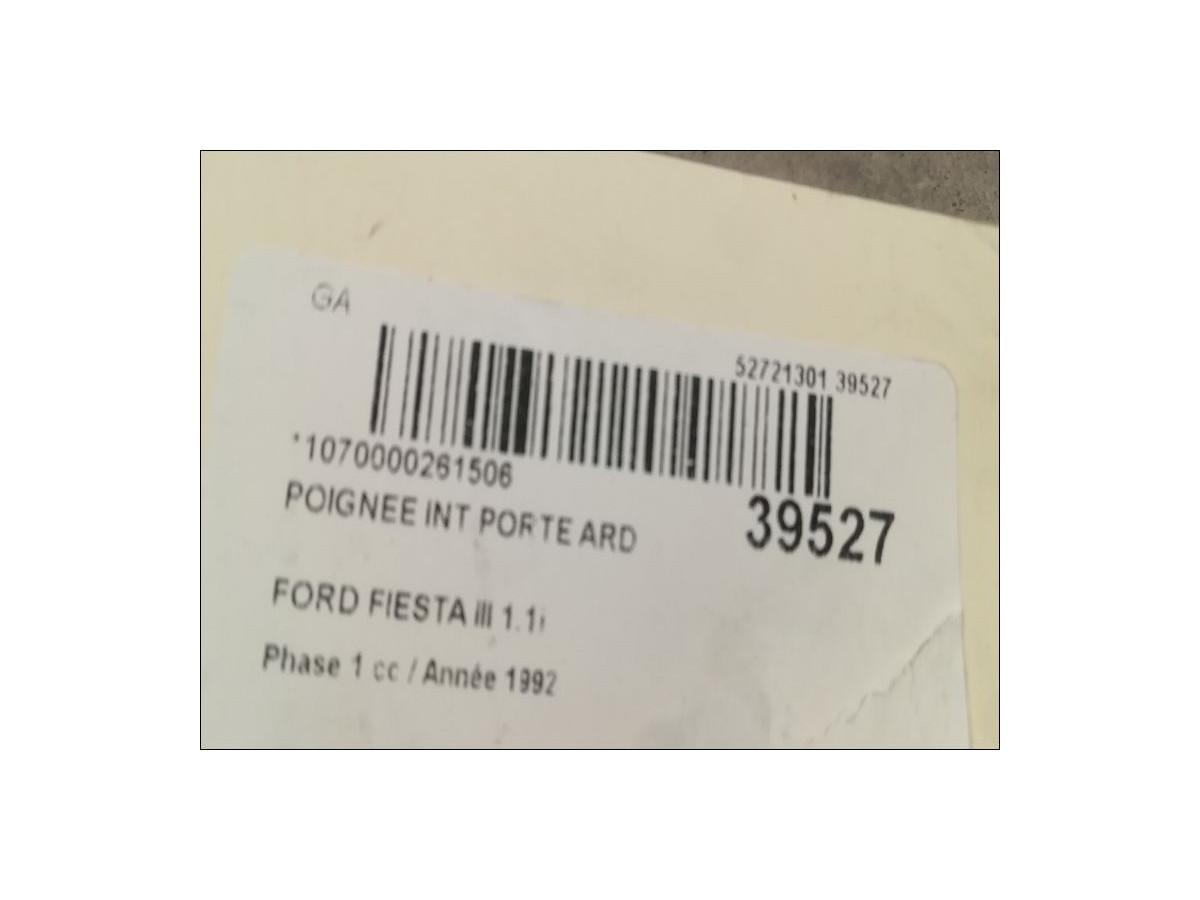 GA
52721301 39527
*1070000261506
39527
POIGNEE INT PORTE ARD
FORD FIESTA III 1.1i
Phase 1 cc / Année 1992